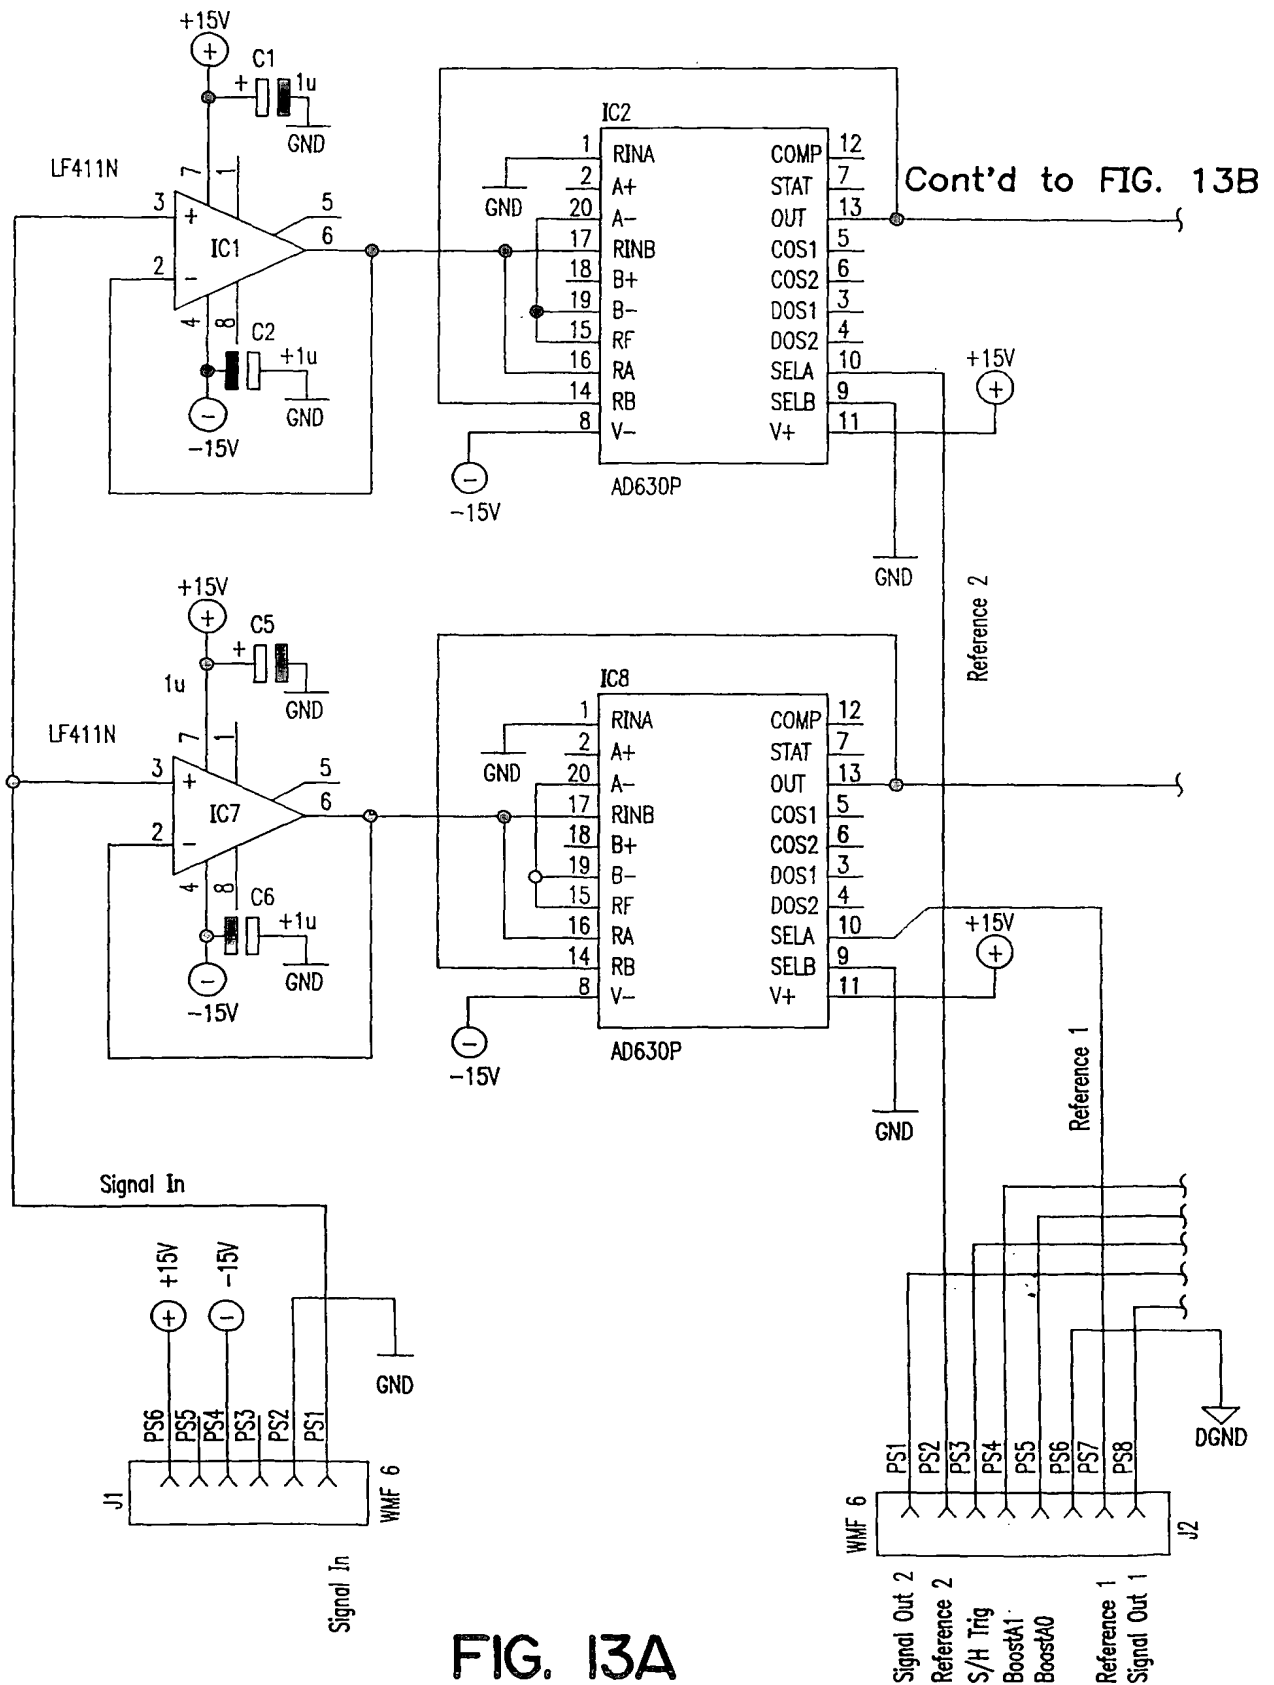 +15V
C1
+
1u
GND
LF411N
7
1
3
+
5
IC1
6
2
−
4
8
C2
+1u
GND
−15V
IC2
1 RINA COMP 12
2 A+ STAT 7
20 A− OUT 13
17 RINB COS1 5
18 B+ COS2 6
19 B− DOS1 3
15 RF DOS2 4
16 RA SELA 10
14 RB SELB 9
8 V− V+ 11
GND
AD630P
−15V
+15V
GND
Cont'd to FIG. 13B
Reference 2
+15V
C5
+
1u
GND
LF411N
7
1
3
+
5
IC7
6
2
−
4
8
C6
+1u
GND
−15V
IC8
1 RINA COMP 12
2 A+ STAT 7
20 A− OUT 13
17 RINB COS1 5
18 B+ COS2 6
19 B− DOS1 3
15 RF DOS2 4
16 RA SELA 10
14 RB SELB 9
8 V− V+ 11
GND
AD630P
−15V
+15V
GND
Reference 1
Signal In
+15V
−15V
GND
PS6
PS5
PS4
PS3
PS2
PS1
J1
WMF 6
Signal In
DGND
PS1
PS2
PS3
PS4
PS5
PS6
PS7
PS8
WMF 6
J2
Signal Out 2
Reference 2
S/H Trig
BoostA1
BoostA0
Reference 1
Signal Out 1
FIG. 13A